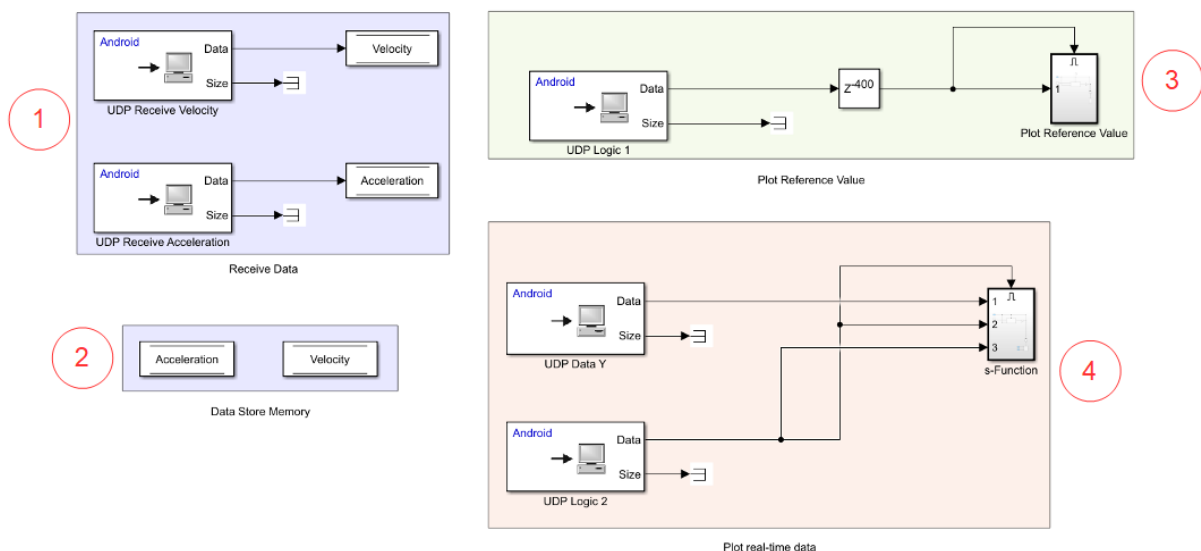 1
Android
Data
Size
UDP Receive Velocity
Velocity
Android
Data
Size
UDP Receive Acceleration
Acceleration
Receive Data
2
Acceleration
Velocity
Data Store Memory
3
Android
Data
Size
UDP Logic 1
Z-400
1
Plot Reference Value
Plot Reference Value
4
Android
Data
Size
UDP Data Y
Android
Data
Size
UDP Logic 2
1
2
3
s-Function
Plot real-time data